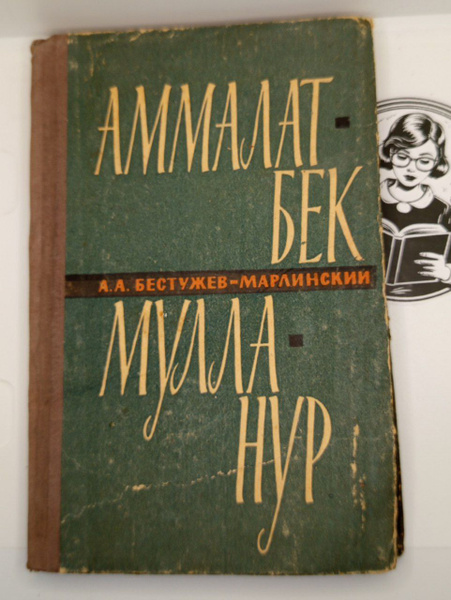 АММАЛАТ-
БЕК
А.А. БЕСТУЖЕВ-МАРЛИНСКИЙ
МУЛЛА-
НУР